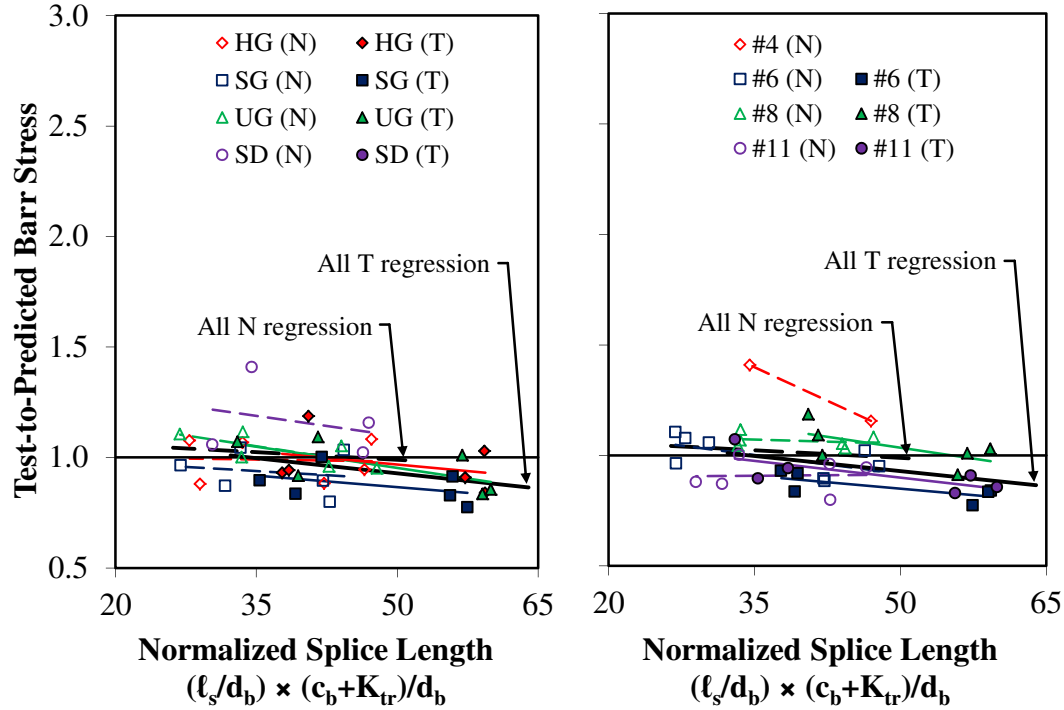 Test-to-Predicted Barr Stress
3.0
2.5
2.0
1.5
1.0
0.5
20
35
50
65
HG (N)
HG (T)
SG (N)
SG (T)
UG (N)
UG (T)
SD (N)
SD (T)
All T regression
All N regression
Normalized Splice Length
(ℓs/db) × (cb+Ktr)/db
#4 (N)
#6 (N)
#6 (T)
#8 (N)
#8 (T)
#11 (N)
#11 (T)
All T regression
All N regression
20
35
50
65
Normalized Splice Length
(ℓs/db) × (cb+Ktr)/db